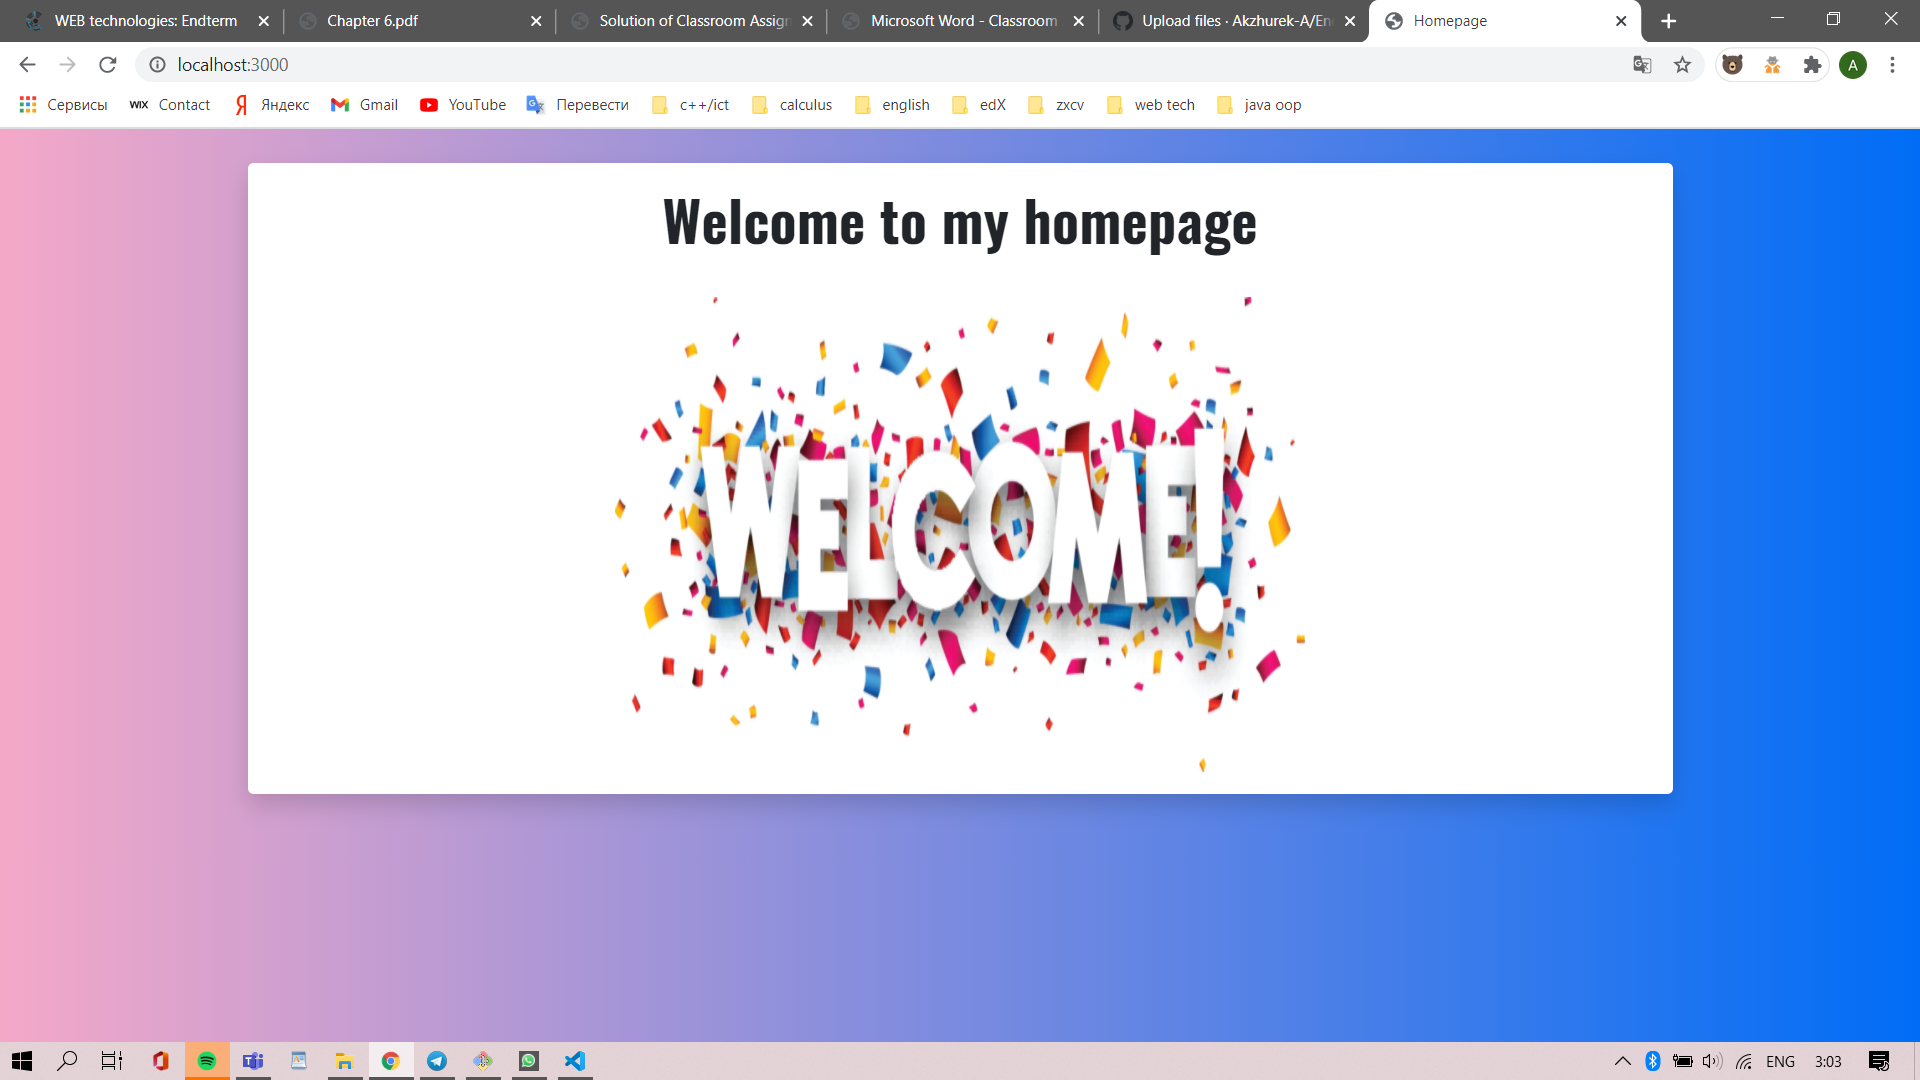 WEB technologies: Endterm
Chapter 6.pdf
Solution of Classroom Assign
Microsoft Word - Classroom
Upload files · Akzhurek-A/En
Homepage
localhost:3000
A
Сервисы
WIX Contact
Я Яндекс
Gmail
YouTube
Перевести
c++/ict
calculus
english
edX
zxcv
web tech
java oop
Welcome to my homepage
WELCOME!
ENG
3:03